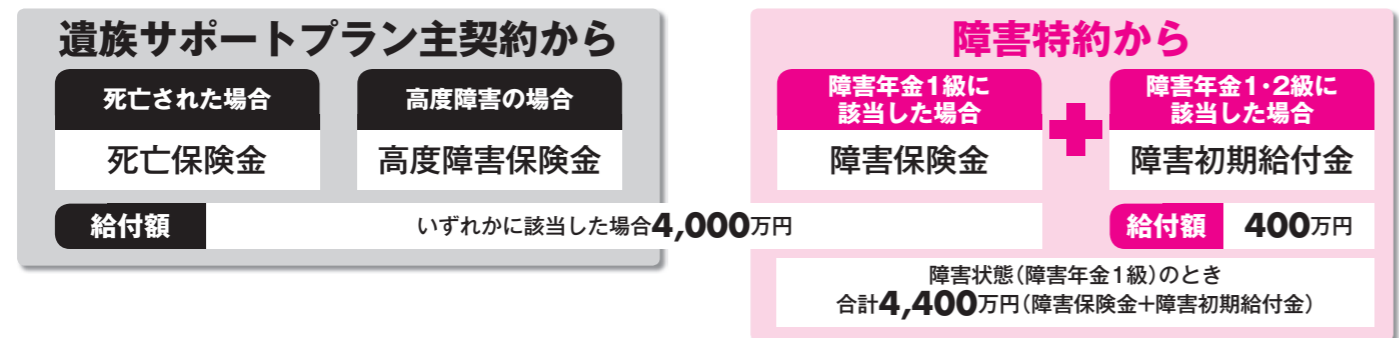 遺族サポートプラン主契約から
死亡された場合
死亡保険金
高度障害の場合
高度障害保険金
障害特約から
障害年金1級に
該当した場合
障害保険金
障害年金1・2級に
該当した場合
障害初期給付金
給付額
いずれかに該当した場合4,000万円
給付額
400万円
障害状態(障害年金1級)のとき
合計4,400万円(障害保険金+障害初期給付金)